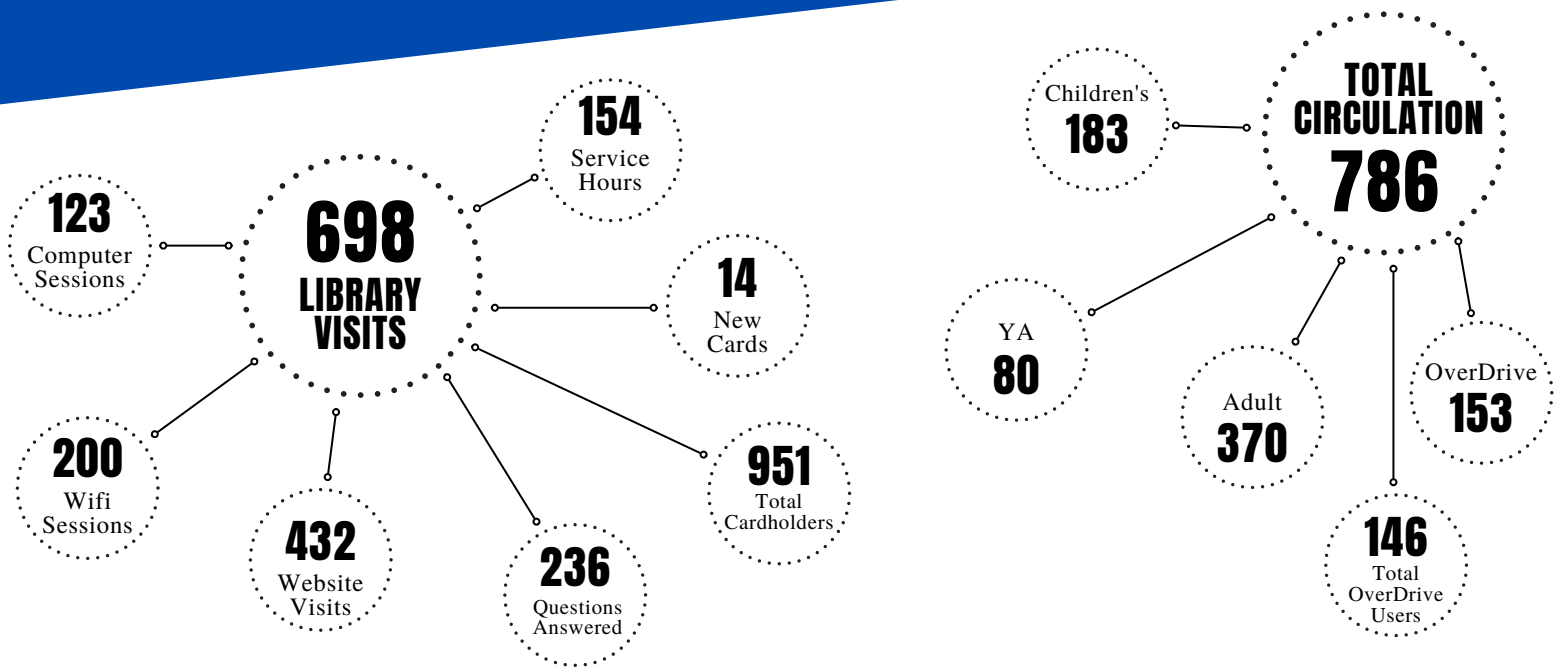 154
Service
Hours
123
Computer
Sessions
698
LIBRARY
VISITS
14
New
Cards
200
Wifi
Sessions
432
Website
Visits
236
Questions
Answered
951
Total
Cardholders
TOTAL
CIRCULATION
786
Children's
183
YA
80
Adult
370
OverDrive
153
146
Total
OverDrive
Users